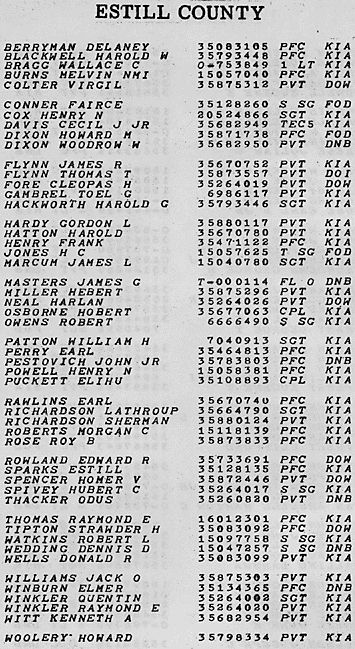 ESTILL COUNTY
BERRYMAN DELANEY 35083105 PFC KIA
BLACKWELL HAROLD W 35793448 PFC KIA
BRAGG WALLACE C O-753849 1 LT KIA
BURNS MELVIN NMI 15057040 PFC KIA
COLTER VIRGIL 35875312 PVT DOW
CONNER FAIRCE 35128260 S SG FOD
COX HENRY N 20524866 SGT KIA
DAVIS CECIL J JR 35682949 TEC5 KIA
DIXON HOWARD M 35871738 PFC FOD
DIXON WOODROW W 35682950 PVT DNB
FLYNN JAMES R 35670752 PVT KIA
FLYNN THOMAS T 35873557 PVT DOI
FORE CLEOPAS H 35264019 PVT DOW
GAMBREL TOEL G 6986117 PVT KIA
HACKWORTH HAROLD G 35793446 SGT KIA
HARDY GORDON L 35880117 PVT KIA
HATTON HAROLD 35670780 PVT KIA
HENRY FRANK 35471122 PFC KIA
JONES H C 15057625 T SG FOD
MARCUM JAMES L 15040780 SGT KIA
MASTERS JAMES G T-000114 FL O DNB
MILLER HEBERT 35875296 PVT KIA
NEAL HARLAN 35264026 PVT DOW
OSBORNE HOBERT 35677063 CPL KIA
OWENS ROBERT 6666490 S SG KIA
PATTON WILLIAM H 7040913 SGT KIA
PERRY EARL 35464813 PFC KIA
PESTOVICH JOHN JR 35783803 PFC DNB
POWELL HENRY N 15058381 PFC KIA
PUCKETT ELIHU 35108893 CPL KIA
RAWLINS EARL 35670740 PFC KIA
RICHARDSON LATHROUP 35664790 SGT KIA
RICHARDSON SHERMAN 35880124 PVT KIA
ROBERTS MORGAN C 15118139 PFC KIA
ROSE ROY B 35873833 PFC KIA
ROWLAND EDWARD R 35733691 PFC DOW
SPARKS ESTILL 35128135 PFC KIA
SPENCER HOMER V 35872446 PVT DOW
SPIVEY HUBERT C 35264017 S SG KIA
THACKER ODUS 35260820 PVT DNB
THOMAS RAYMOND E 16012301 PFC KIA
TIPTON STRAWDER H 35083092 PFC DOW
WATKINS ROBERT L 15097758 S SG KIA
WEDDING DENNIS D 15047257 S SG DNB
WELLS DONALD R 35083099 PVT KIA
WILLIAMS JACK O 35875303 PVT KIA
WINBURN ELMER 35134365 PFC DNB
WINKLER QUENTIN 35264002 SGT KIA
WINKLER RAYMOND E 35264020 PVT KIA
WITT KENNETH A 35682954 PVT KIA
WOOLERY HOWARD 35798334 PVT KIA